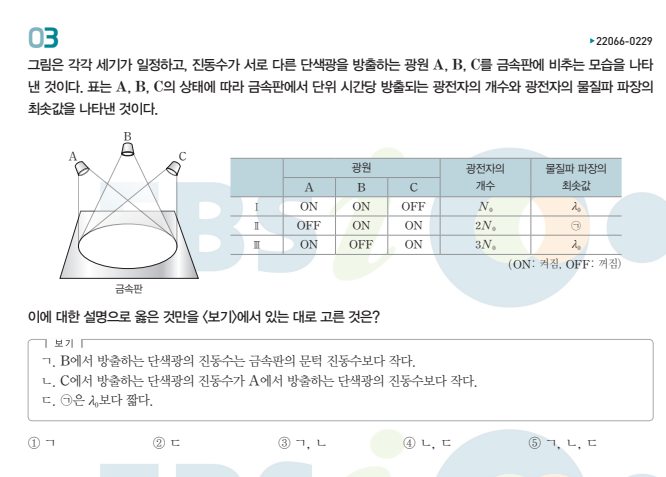 03
▶22066-0229
그림은 각각 세기가 일정하고, 진동수가 서로 다른 단색광을 방출하는 광원 A, B, C를 금속판에 비추는 모습을 나타
낸 것이다. 표는 A, B, C의 상태에 따라 금속판에서 단위 시간당 방출되는 광전자의 개수와 광전자의 물질파 파장의
최솟값을 나타낸 것이다.
A B C
금속판
광원 광전자의 개수 물질파 파장의 최솟값
A B C
Ⅰ ON ON OFF N₀ λ₀
Ⅱ OFF ON ON 2N₀ ㉠
Ⅲ ON OFF ON 3N₀ λ₀
(ON: 켜짐, OFF: 꺼짐)
이에 대한 설명으로 옳은 것만을 〈보기〉에서 있는 대로 고른 것은?
보기
ㄱ. B에서 방출하는 단색광의 진동수는 금속판의 문턱 진동수보다 작다.
ㄴ. C에서 방출하는 단색광의 진동수가 A에서 방출하는 단색광의 진동수보다 작다.
ㄷ. ㉠은 λ₀보다 짧다.
① ㄱ ② ㄷ ③ ㄱ, ㄴ ④ ㄴ, ㄷ ⑤ ㄱ, ㄴ, ㄷ
EBSi